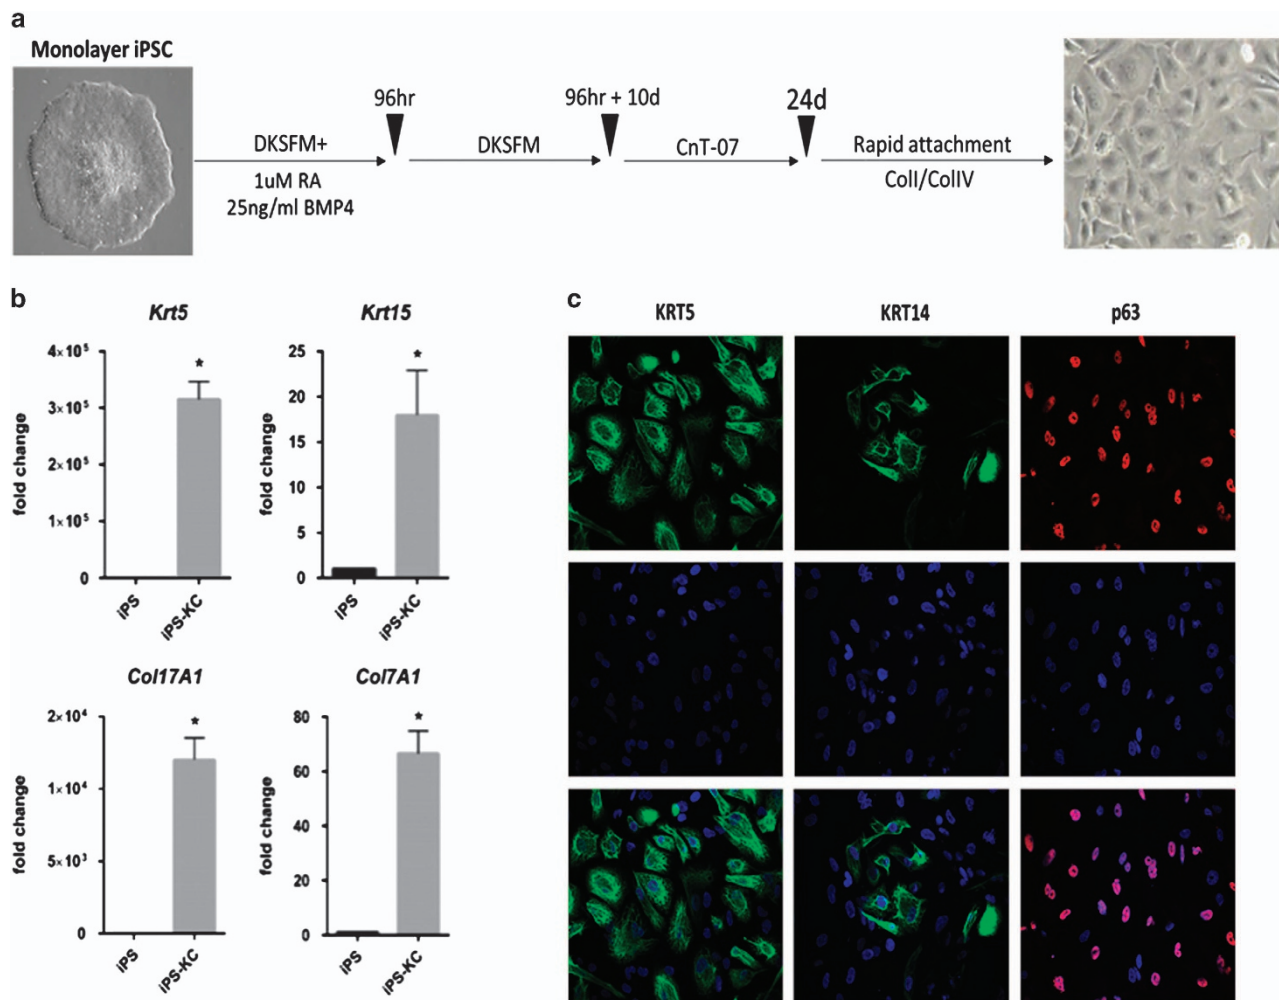 a
Monolayer iPSC
DKSFM+
1uM RA
25ng/ml BMP4
96hr
DKSFM
96hr + 10d
CnT-07
24d
Rapid attachment
ColI/ColIV
b
Krt5
fold change
4×10⁵
3×10⁵
2×10⁵
1×10⁵
0
*
iPS
iPS-KC
Krt15
fold change
25
20
15
10
5
0
*
iPS
iPS-KC
Col17A1
fold change
2×10⁴
1×10⁴
5×10³
0
*
iPS
iPS-KC
Col7A1
fold change
80
60
40
20
0
*
iPS
iPS-KC
c
KRT5
KRT14
p63